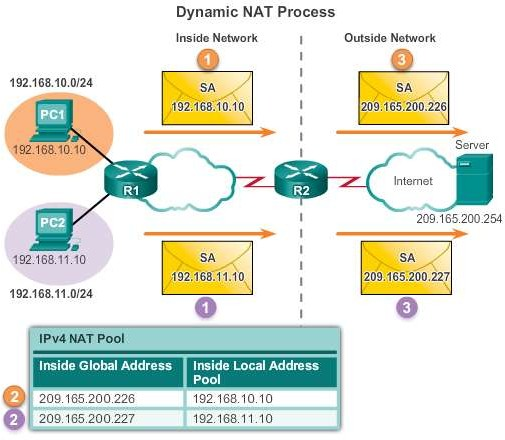 Dynamic NAT Process
Inside Network
Outside Network
1
3
192.168.10.0/24
SA
192.168.10.10
SA
209.165.200.226
PC1
192.168.10.10
Server
R1
R2
Internet
PC2
192.168.11.10
209.165.200.254
192.168.11.0/24
SA
192.168.11.10
SA
209.165.200.227
1
3
IPv4 NAT Pool
Inside Global Address
Inside Local Address
Pool
2
209.165.200.226
192.168.10.10
2
209.165.200.227
192.168.11.10